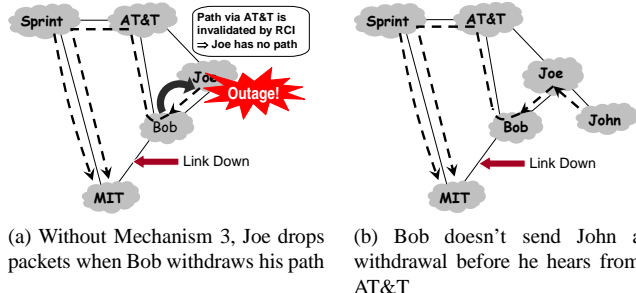 Sprint
AT&T
Path via AT&T is
invalidated by RCI
⇒ Joe has no path
Joe
Outage!
Bob
Link Down
MIT
(a) Without Mechanism 3, Joe drops
packets when Bob withdraws his path
Sprint
AT&T
Joe
Bob
John
Link Down
MIT
(b) Bob doesn't send John a
withdrawal before he hears from
AT&T